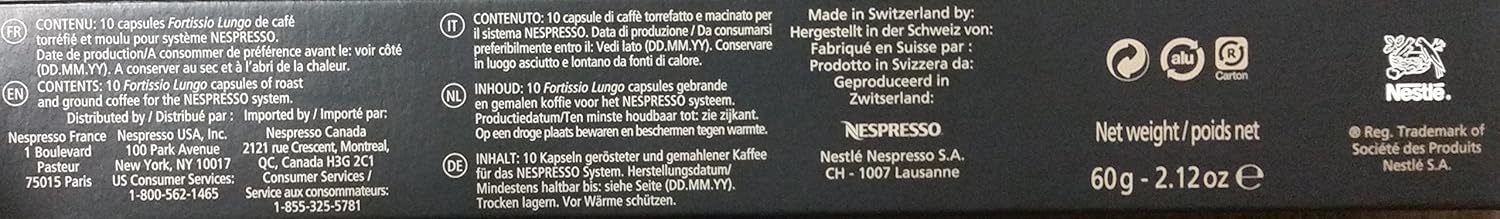 FR
CONTENU: 10 capsules Fortissio Lungo de café
torréfié et moulu pour système NESPRESSO.
Date de production/A consommer de préférence avant le: voir côté
(DD.MM.YY). A conserver au sec et à l'abri de la chaleur.
EN
CONTENTS: 10 Fortissio Lungo capsules of roast
and ground coffee for the NESPRESSO system.
Distributed by / Distribué par :
Nespresso France
1 Boulevard
Pasteur
75015 Paris
Nespresso USA, Inc.
100 Park Avenue
New York, NY 10017
US Consumer Services:
1-800-562-1465
Imported by / Importé par:
Nespresso Canada
2121 rue Crescent, Montreal,
QC, Canada H3G 2C1
Consumer Services /
Service aux consommateurs:
1-855-325-5781
IT
CONTENUTO: 10 capsule di caffè torrefatto e macinato per
il sistema NESPRESSO. Data di produzione / Da consumarsi
preferibilmente entro il: Vedi lato (DD.MM.YY). Conservare
in luogo asciutto e lontano da fonti di calore.
NL
INHOUD: 10 Fortissio Lungo capsules gebrande
en gemalen koffie voor het NESPRESSO systeem.
Productiedatum/Ten minste houdbaar tot: zie zijkant.
Op een droge plaats bewaren en beschermen tegen warmte.
DE
INHALT: 10 Kapseln gerösteter und gemahlener Kaffee
für das NESPRESSO System. Herstellungsdatum/
Mindestens haltbar bis: siehe Seite (DD.MM.YY).
Trocken lagern. Vor Wärme schützen.
Made in Switzerland by:
Hergestellt in der Schweiz von:
Fabriqué en Suisse par :
Prodotto in Svizzera da:
Geproduceerd in
Zwitserland:
NESPRESSO
Nestlé Nespresso S.A.
CH - 1007 Lausanne
alu
R
Carton
Net weight / poids net
60g - 2.12oz e
Nestlé.
® Reg. Trademark of
Société des Produits
Nestlé S.A.